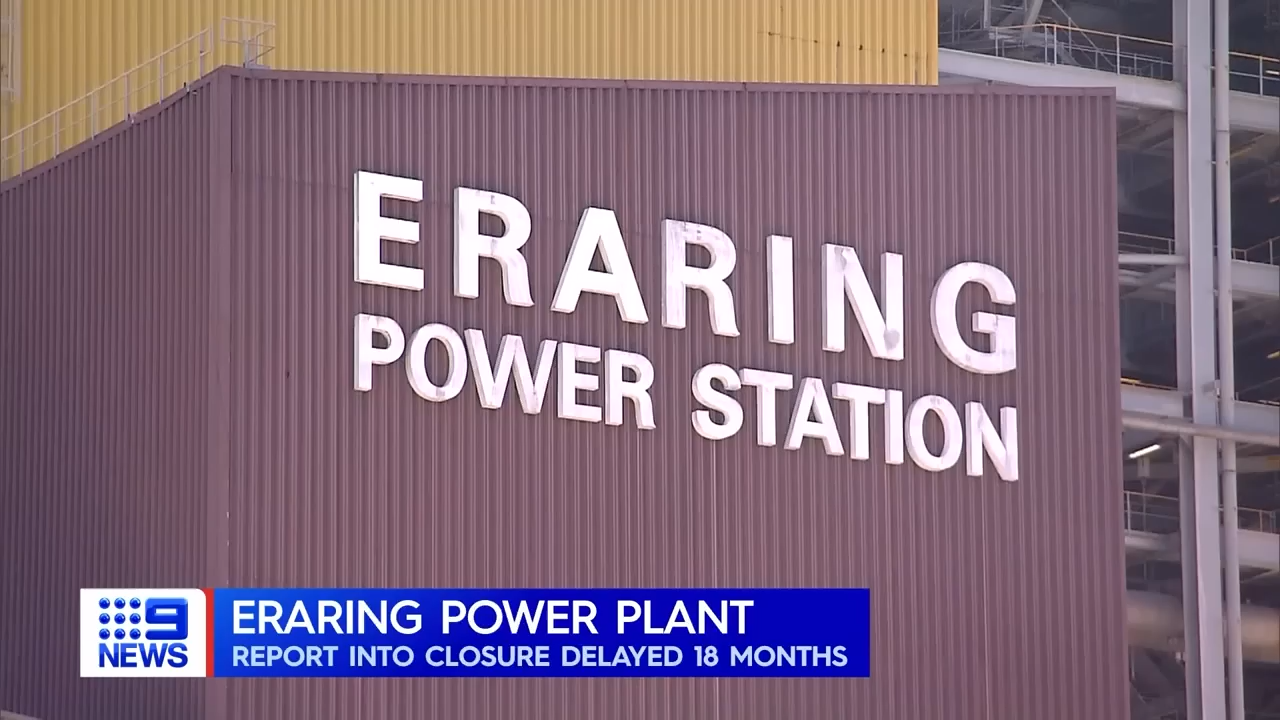 ERARING
POWER STATION
9
NEWS
ERARING POWER PLANT
REPORT INTO CLOSURE DELAYED 18 MONTHS